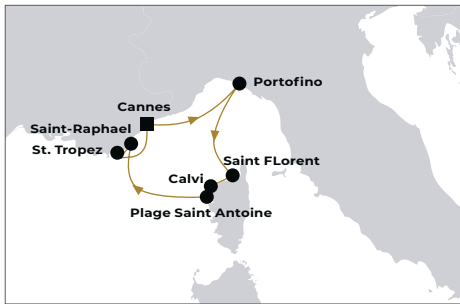 Portofino
Cannes
Saint-Raphael
St. Tropez
Saint FLorent
Calvi
Plage Saint Antoine